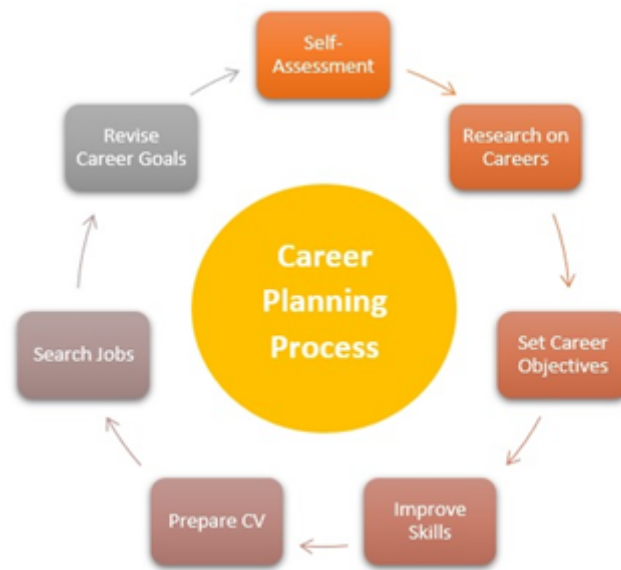 Self-
Assessment
Research on
Careers
Set Career
Objectives
Improve
Skills
Prepare CV
Search Jobs
Revise
Career Goals
Career
Planning
Process